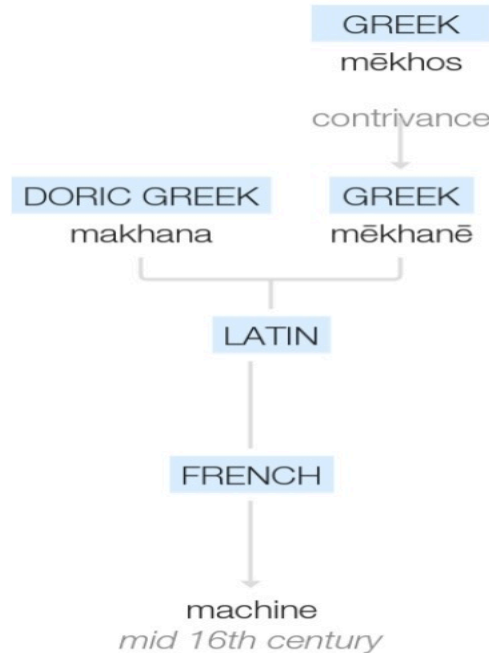 GREEK
mēkhos
contrivance
DORIC GREEK
makhana
GREEK
mēkhanē
LATIN
FRENCH
machine
mid 16th century